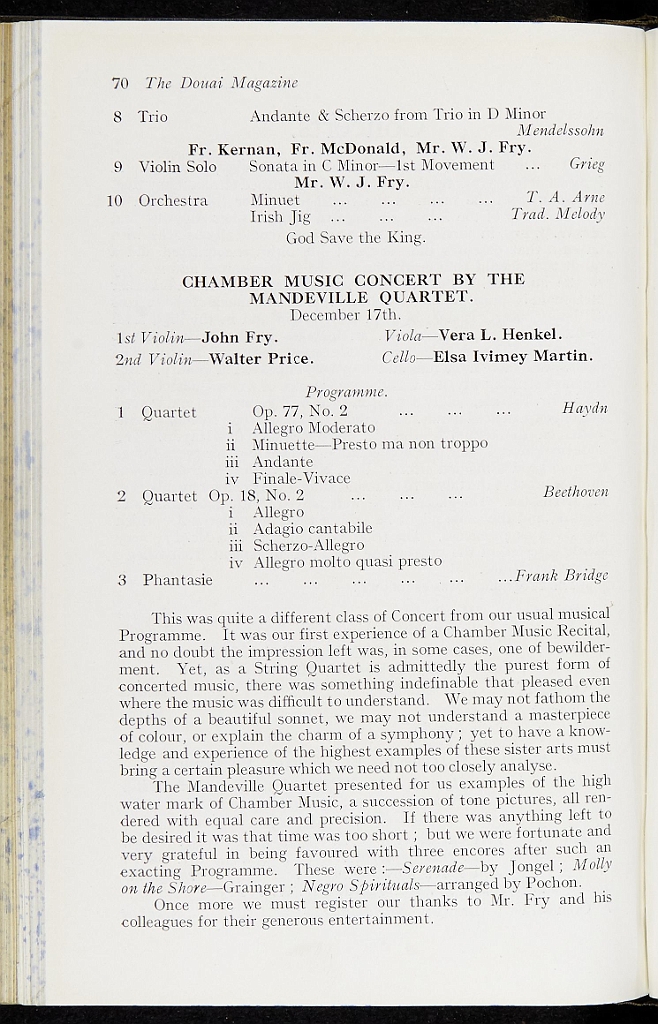 70 The Douai Magazine
8 Trio Andante & Scherzo from Trio in D Minor
Mendelssohn
Fr. Kernan, Fr. McDonald, Mr. W. J. Fry.
9 Violin Solo Sonata in C Minor—1st Movement ... Grieg
Mr. W. J. Fry.
10 Orchestra Minuet ... ... ... ... T. A. Arne
Irish Jig ... ... ... Trad. Melody
God Save the King.
CHAMBER MUSIC CONCERT BY THE
MANDEVILLE QUARTET.
December 17th.
1st Violin—John Fry. Viola—Vera L. Henkel.
2nd Violin—Walter Price. Cello—Elsa Ivimey Martin.
Programme.
1 Quartet Op. 77, No. 2 ... ... ... Haydn
i Allegro Moderato
ii Minuette—Presto ma non troppo
iii Andante
iv Finale-Vivace
2 Quartet Op. 18, No. 2 ... ... ... Beethoven
i Allegro
ii Adagio cantabile
iii Scherzo-Allegro
iv Allegro molto quasi presto
3 Phantasie ... ... ... ... ... ...Frank Bridge
This was quite a different class of Concert from our usual musical
Programme. It was our first experience of a Chamber Music Recital,
and no doubt the impression left was, in some cases, one of bewilder-
ment. Yet, as a String Quartet is admittedly the purest form of
concerted music, there was something indefinable that pleased even
where the music was difficult to understand. We may not fathom the
depths of a beautiful sonnet, we may not understand a masterpiece
of colour, or explain the charm of a symphony ; yet to have a know-
ledge and experience of the highest examples of these sister arts must
bring a certain pleasure which we need not too closely analyse.
The Mandeville Quartet presented for us examples of the high
water mark of Chamber Music, a succession of tone pictures, all ren-
dered with equal care and precision. If there was anything left to
be desired it was that time was too short ; but we were fortunate and
very grateful in being favoured with three encores after such an
exacting Programme. These were :—Serenade—by Jongel ; Molly
on the Shore—Grainger ; Negro Spirituals—arranged by Pochon.
Once more we must register our thanks to Mr. Fry and his
colleagues for their generous entertainment.